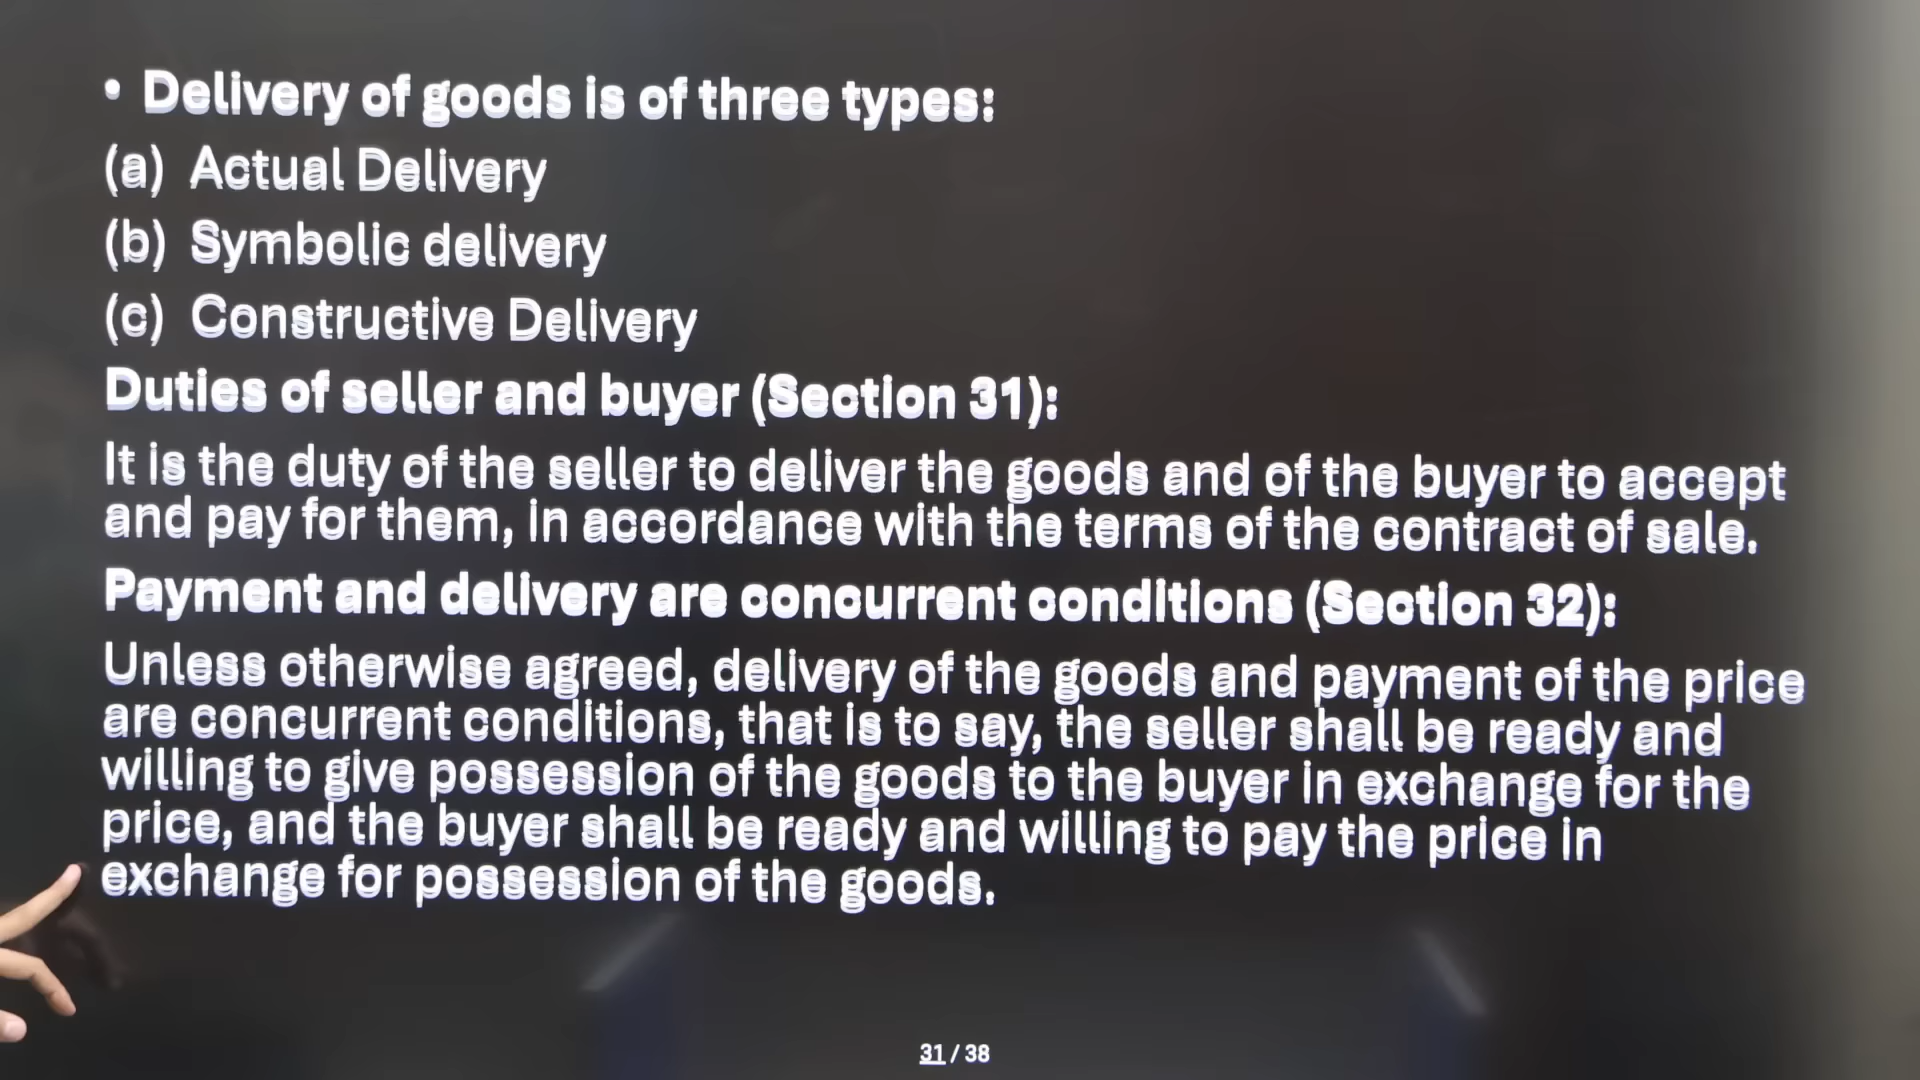 • Delivery of goods is of three types:
(a) Actual Delivery
(b) Symbolic delivery
(c) Constructive Delivery
Duties of seller and buyer (Section 31):
It is the duty of the seller to deliver the goods and of the buyer to accept
and pay for them, in accordance with the terms of the contract of sale.
Payment and delivery are concurrent conditions (Section 32):
Unless otherwise agreed, delivery of the goods and payment of the price
are concurrent conditions, that is to say, the seller shall be ready and
willing to give possession of the goods to the buyer in exchange for the
price, and the buyer shall be ready and willing to pay the price in
exchange for possession of the goods.
31 / 38